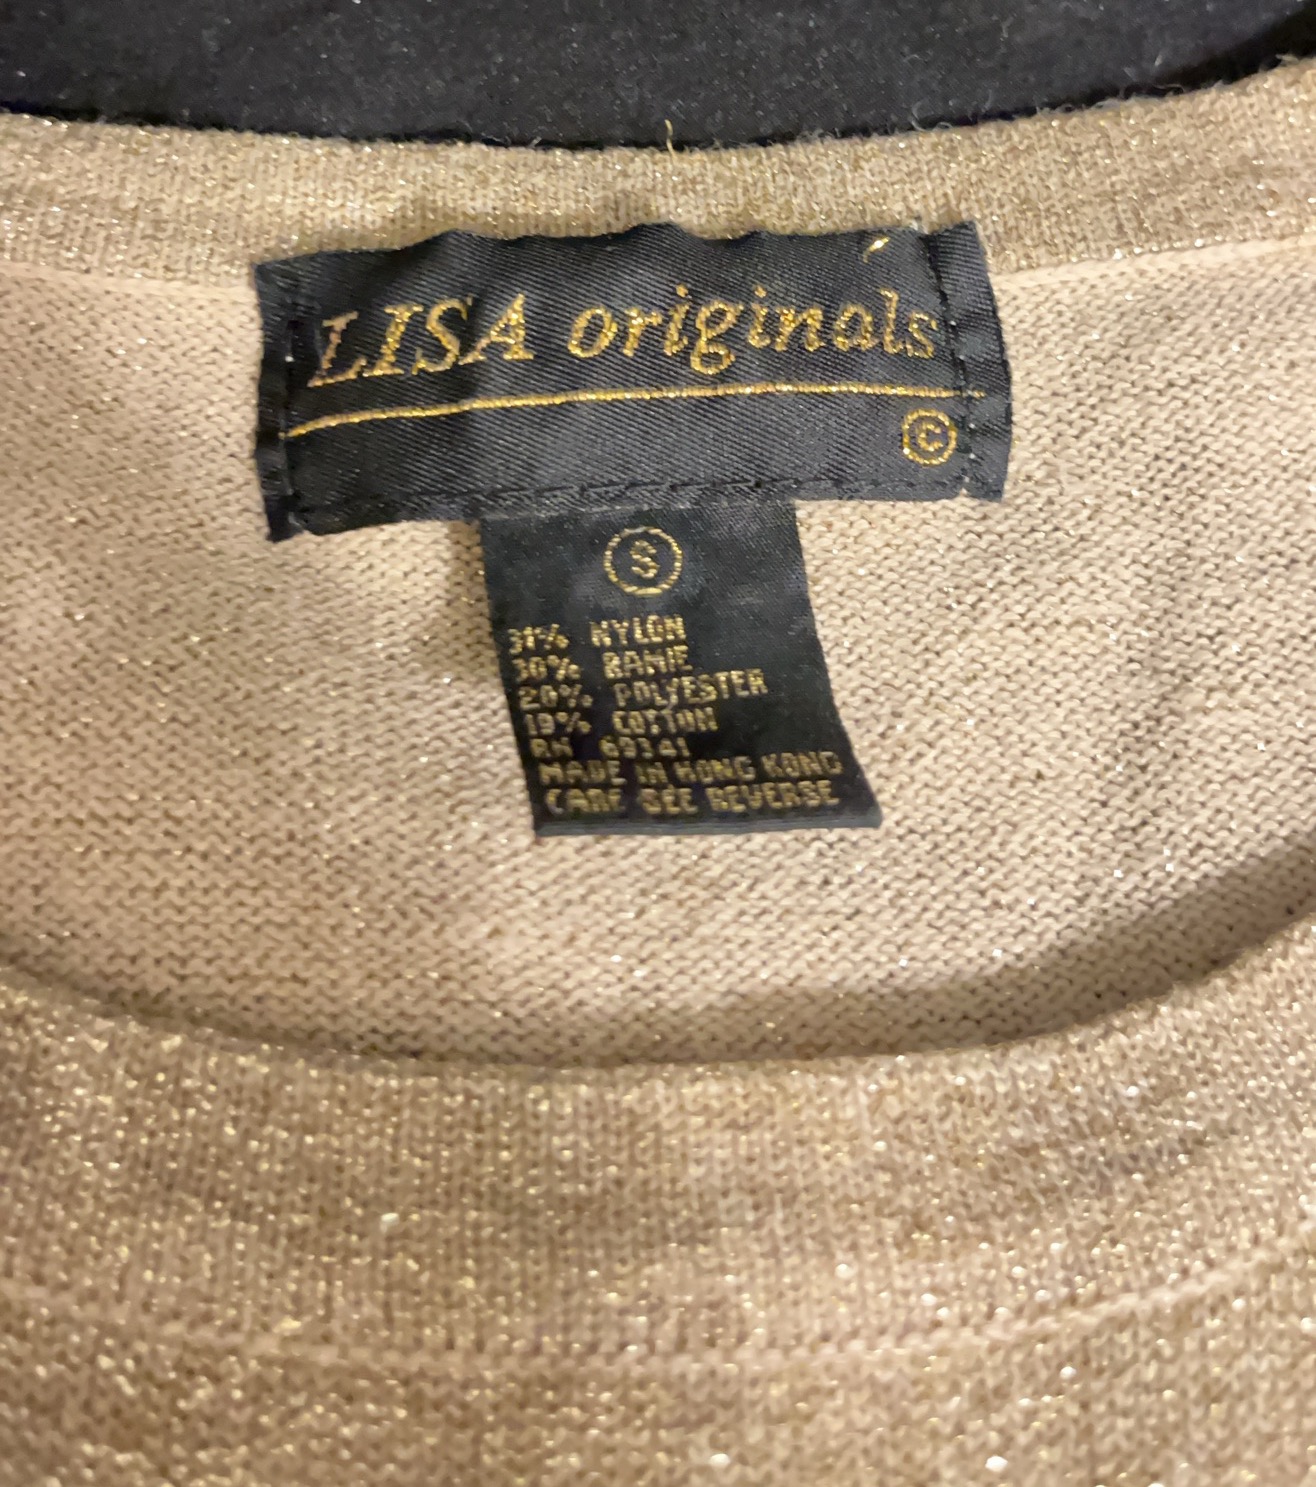 LISA originals
©
S
31% NYLON
30% RAMIE
20% POLYESTER
19% COTTON
RN 69341
MADE IN HONG KONG
CARE SEE REVERSE